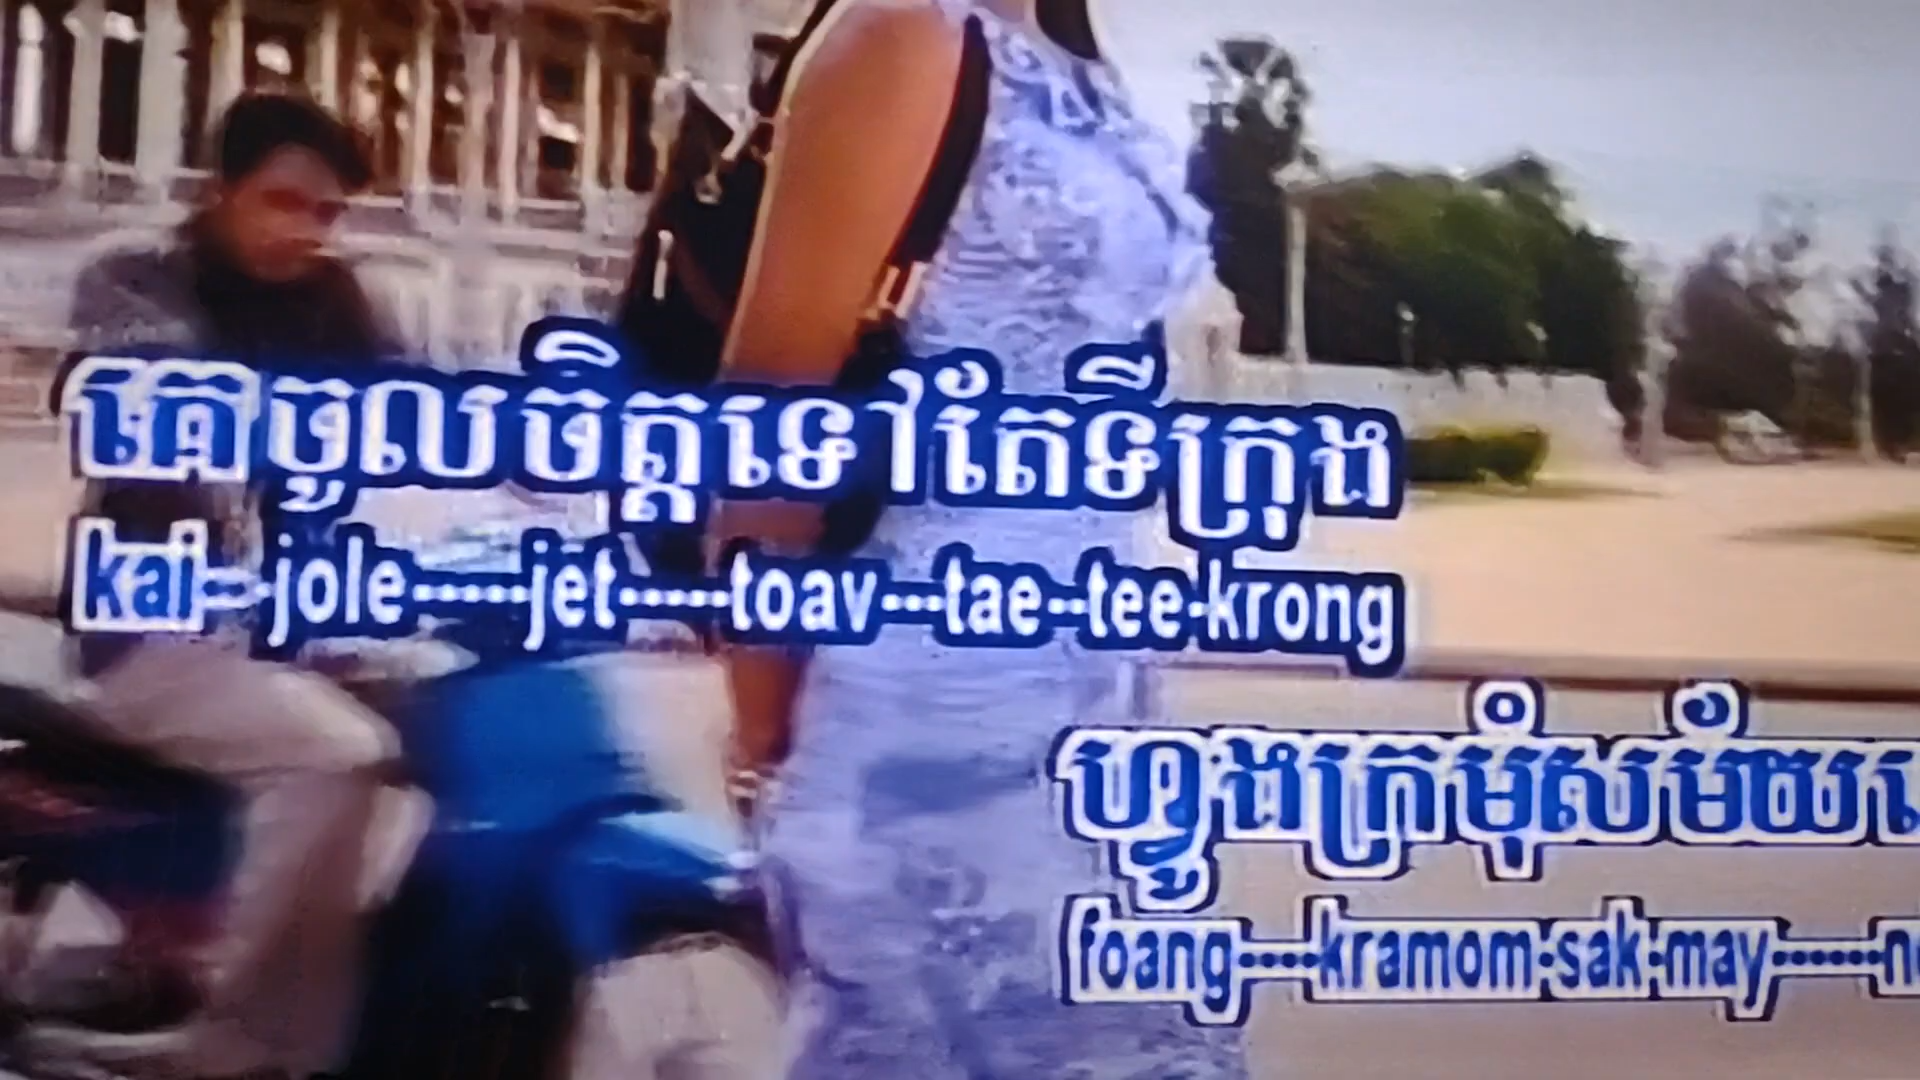 គេចូលចិត្តទៅតែទីក្រុង
kai---jole-----jet-----toav---tae--tee-krong
ហ្វូងក្រមុំសម័យ
foang----kramom-sak-may------n